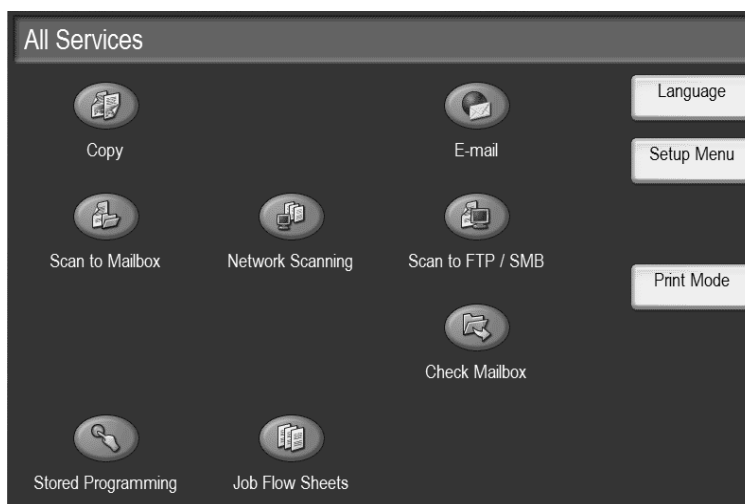 All Services
Copy
E-mail
Language
Setup Menu
Scan to Mailbox
Network Scanning
Scan to FTP / SMB
Print Mode
Check Mailbox
Stored Programming
Job Flow Sheets